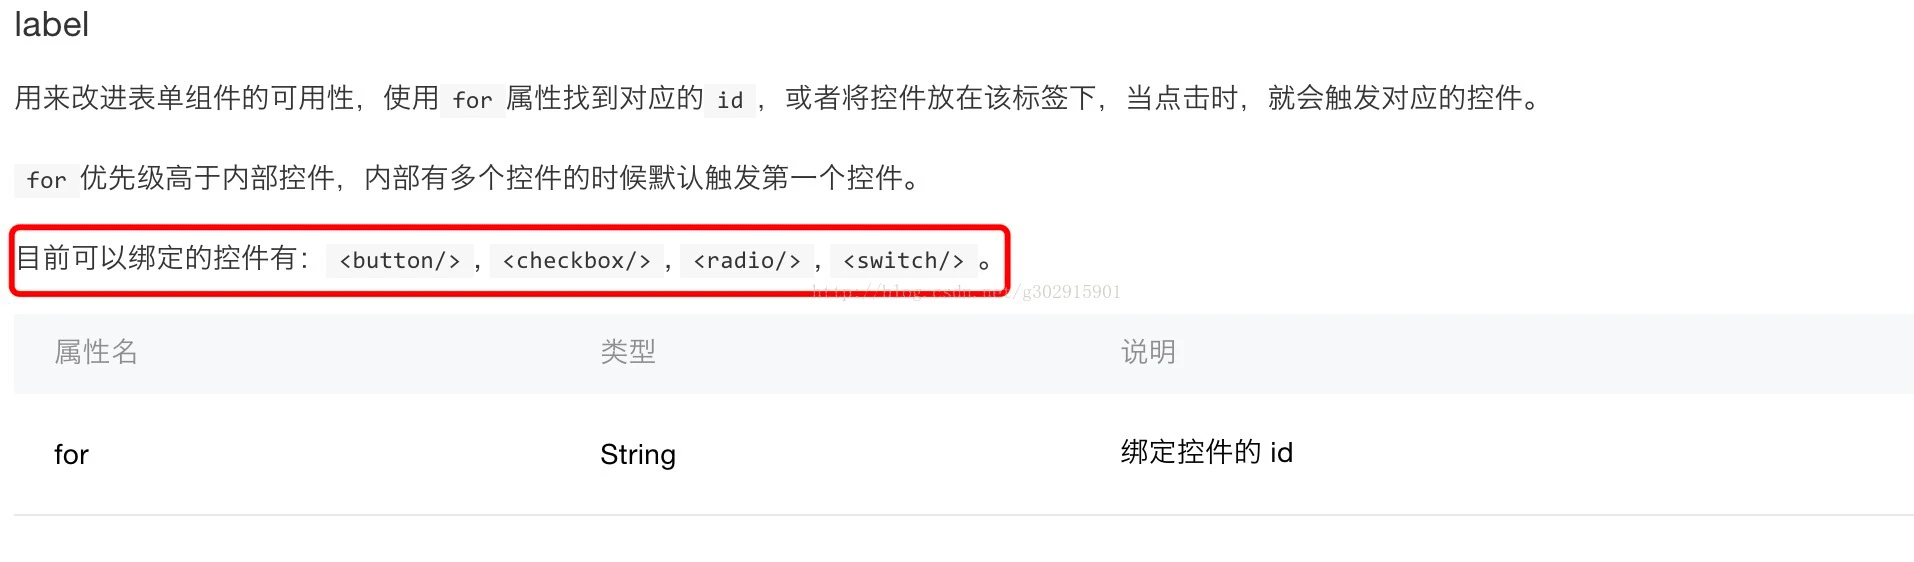 label
用来改进表单组件的可用性，使用 for 属性找到对应的 id ，或者将控件放在该标签下，当点击时，就会触发对应的控件。
for 优先级高于内部控件，内部有多个控件的时候默认触发第一个控件。
目前可以绑定的控件有： <button/> , <checkbox/> , <radio/> , <switch/> 。
http://blog.csdn.net/g302915901
属性名 类型 说明
for String 绑定控件的 id